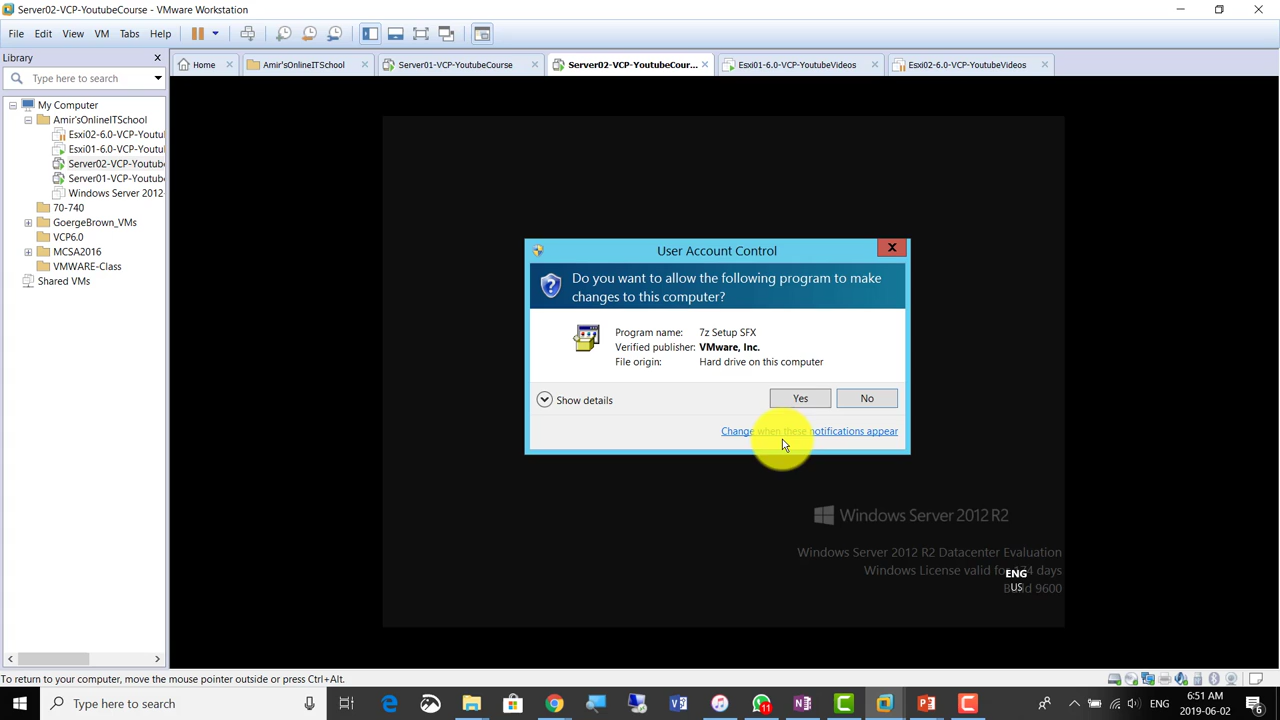 Server02-VCP-YoutubeCourse - VMware Workstation
File Edit View VM Tabs Help
Library
Type here to search
Home
Amir'sOnlineITSchool
Server01-VCP-YoutubeCourse
Server02-VCP-YoutubeCour...
Esxi01-6.0-VCP-YoutubeVideos
Esxi02-6.0-VCP-YoutubeVideos
My Computer
Amir'sOnlineITSchool
Esxi02-6.0-VCP-Youtu
Esxi01-6.0-VCP-Youtu
Server02-VCP-Youtube
Server01-VCP-Youtube
Windows Server 2012
70-740
GoergeBrown_VMs
VCP6.0
MCSA2016
VMWARE-Class
Shared VMs
User Account Control
Do you want to allow the following program to make
changes to this computer?
Program name: 7z Setup SFX
Verified publisher: VMware, Inc.
File origin: Hard drive on this computer
Show details
Yes
No
Change when these notifications appear
Windows Server 2012 R2
Windows Server 2012 R2 Datacenter Evaluation
Windows License valid for days
ENG
US
Build 9600
To return to your computer, move the mouse pointer outside or press Ctrl+Alt.
Type here to search
11
ENG
6:51 AM
2019-06-02
6